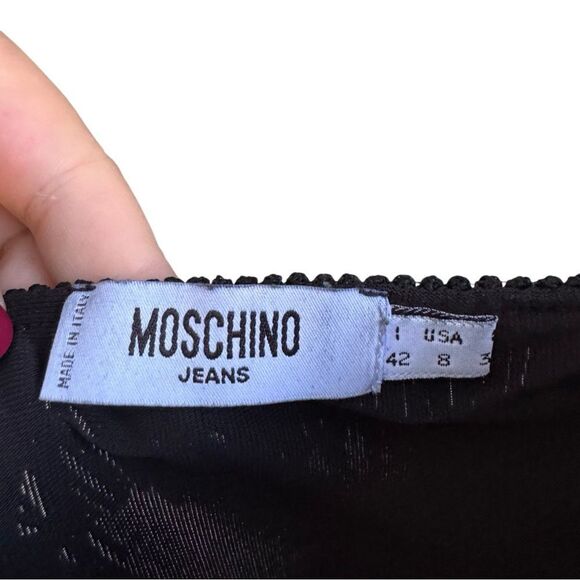 MADE IN ITALY
MOSCHINO
JEANS
I USA
42 8